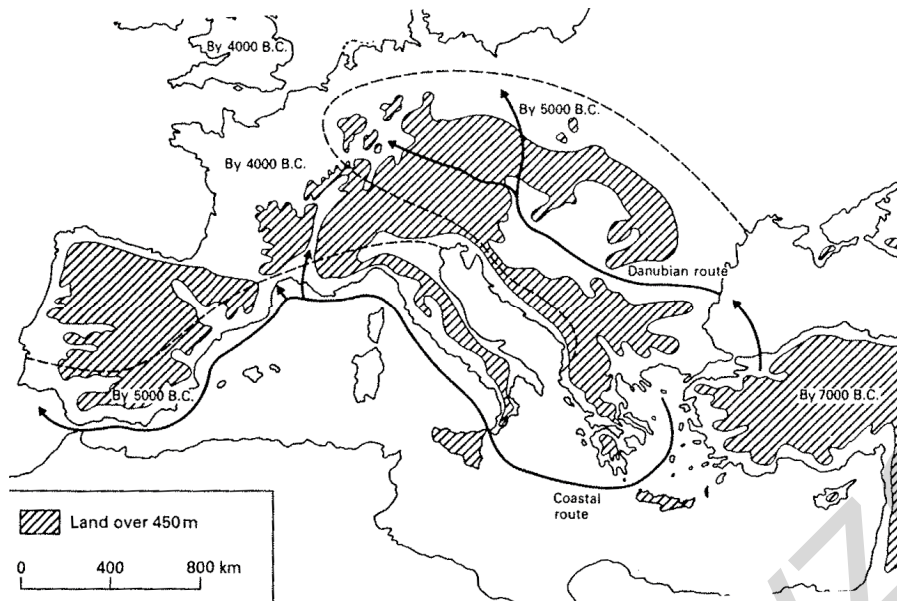 By 4000 B.C.
By 5000 B.C.
By 4000 B.C.
Danubian route
By 5000 B.C.
By 7000 B.C.
Coastal
route
Land over 450 m
0 400 800 km